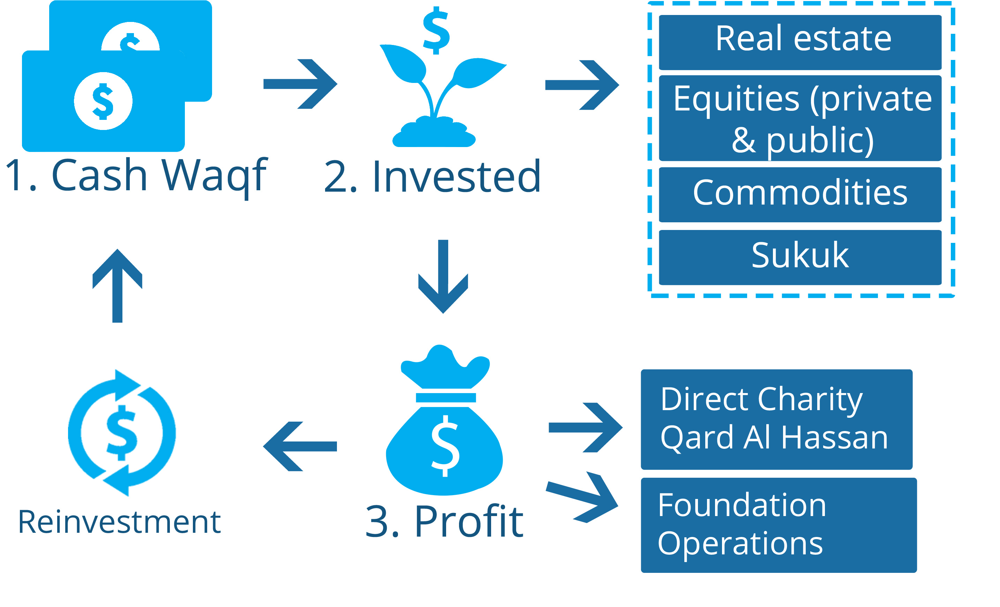 $
$
$
1. Cash Waqf
2. Invested
Real estate
Equities (private
& public)
Commodities
Sukuk
$
Reinvestment
$
3. Profit
Direct Charity
Qard Al Hassan
Foundation
Operations